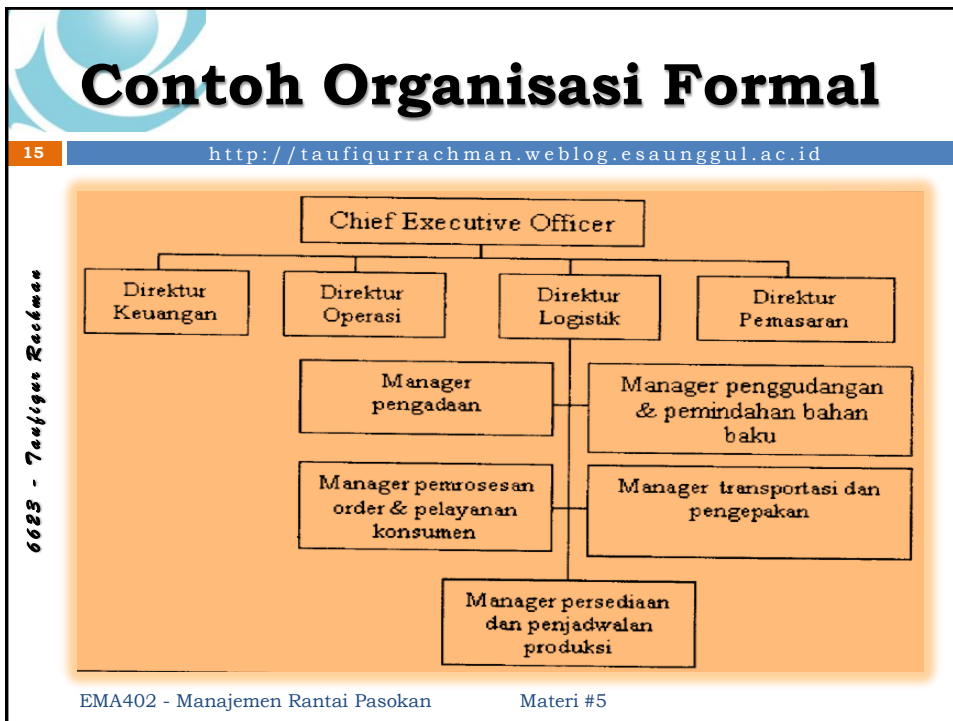 Contoh Organisasi Formal
15
http://taufiqurrachman.weblog.esaunggul.ac.id
6623 - Taufiqur Rachman
Chief Executive Officer
Direktur
Keuangan
Direktur
Operasi
Direktur
Logistik
Direktur
Pemasaran
Manager
pengadaan
Manager penggudangan
& pemindahan bahan
baku
Manager pemrosesan
order & pelayanan
konsumen
Manager transportasi dan
pengepakan
Manager persediaan
dan penjadwalan
produksi
EMA402 - Manajemen Rantai Pasokan Materi #5